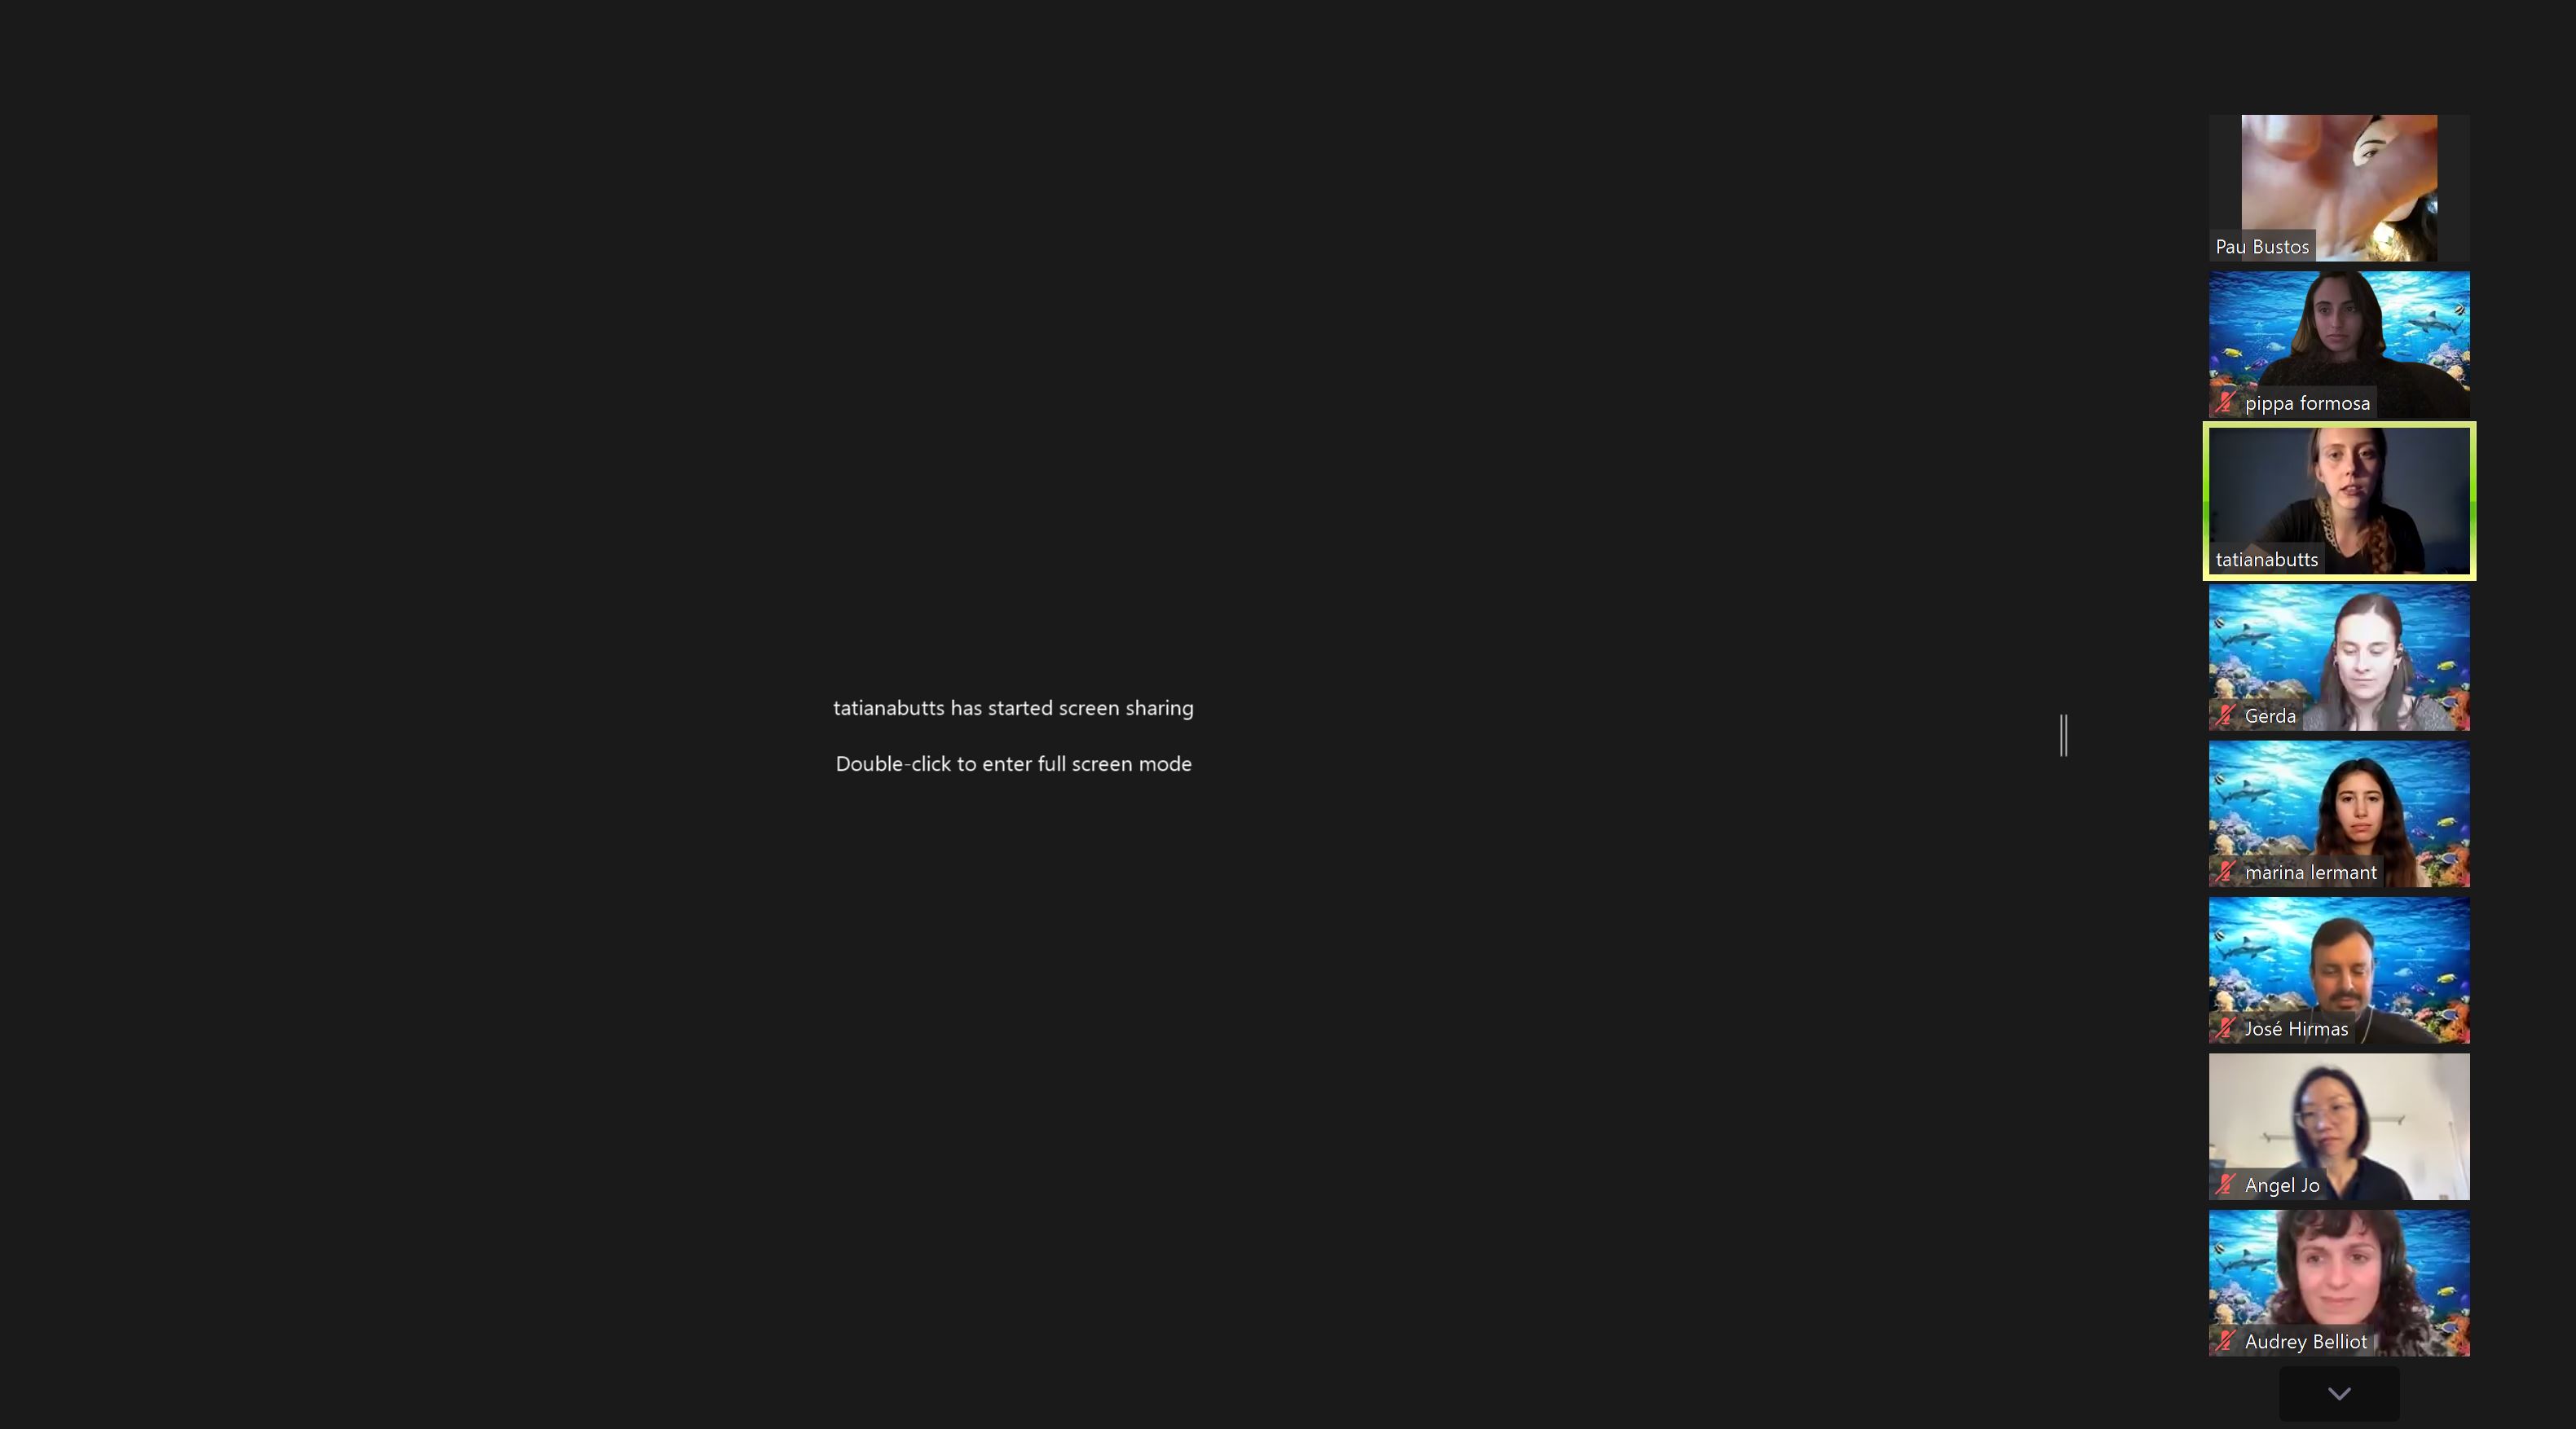 tatianabutts has started screen sharing
Double-click to enter full screen mode
Pau Bustos
pippa formosa
tatianabutts
Gerda
marina lermant
José Hirmas
Angel Jo
Audrey Belliot